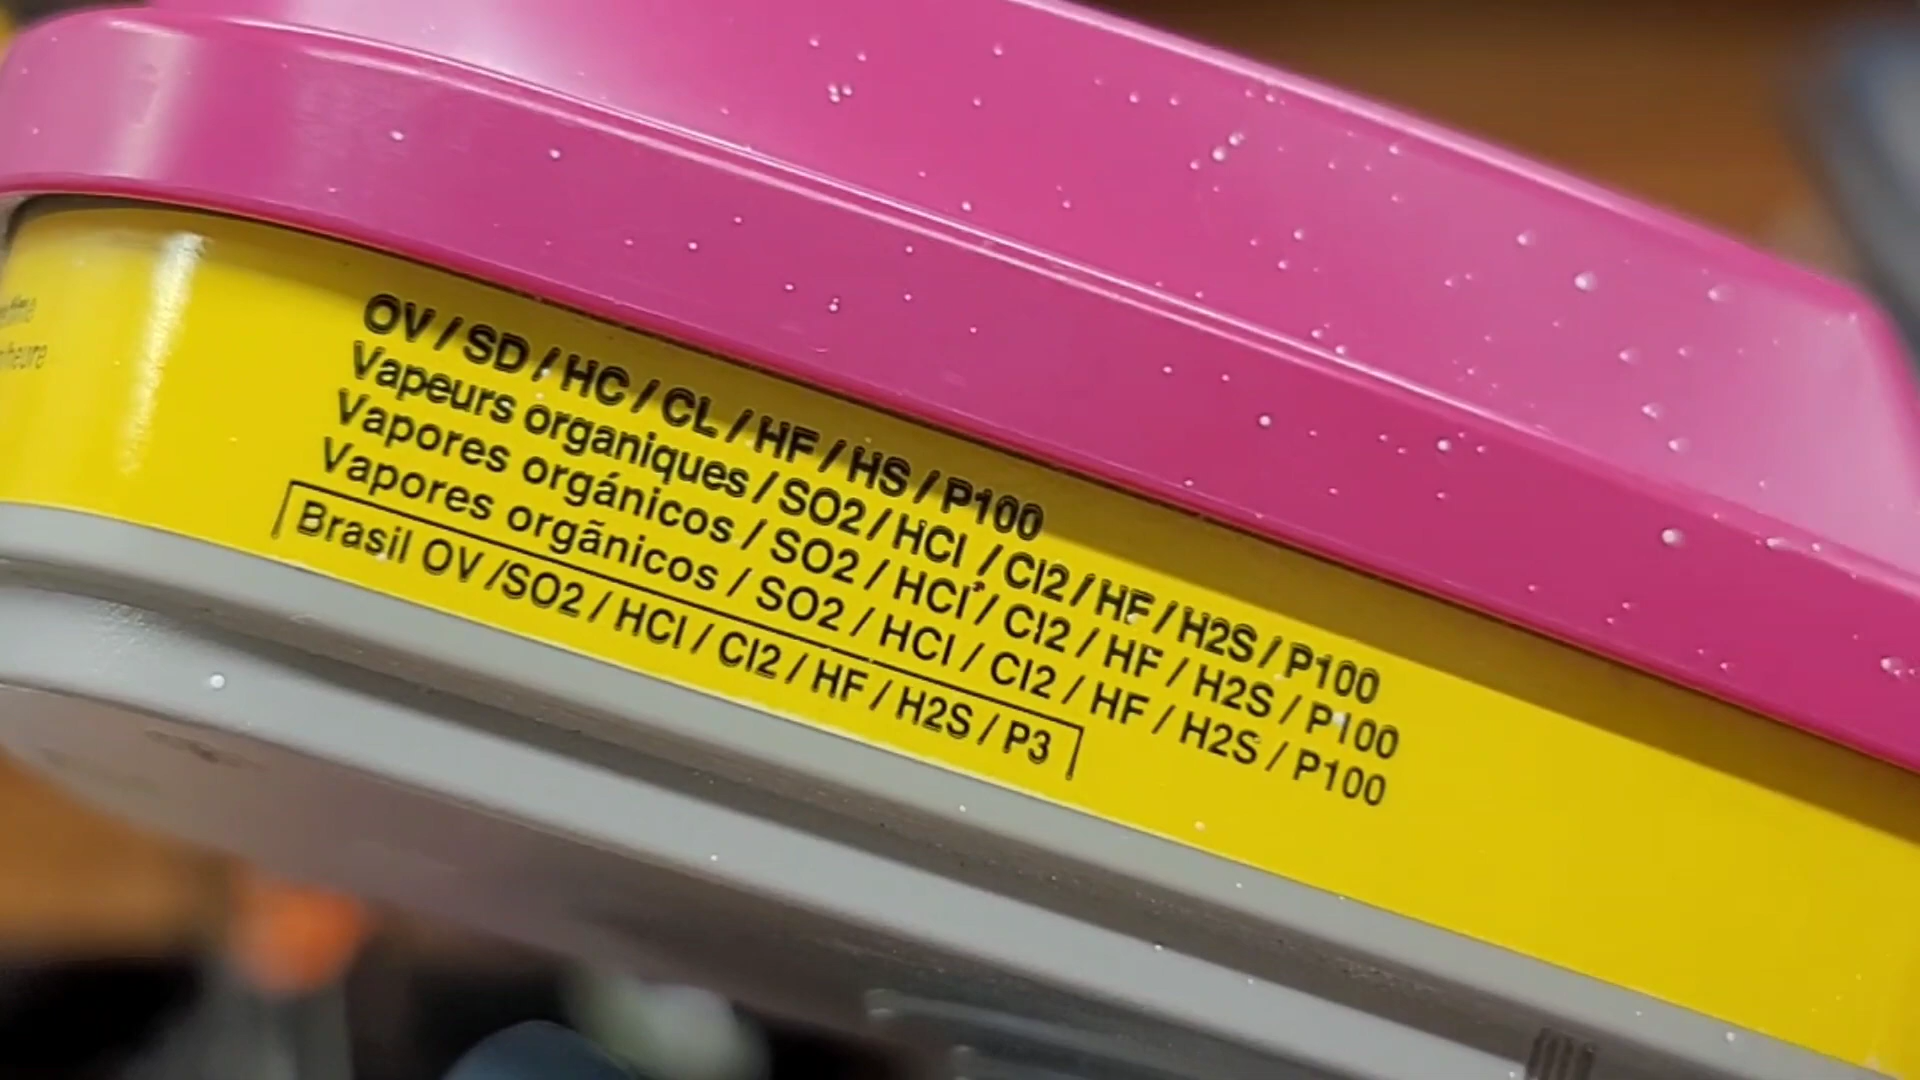 OV / SD / HC / CL / HF / HS / P100
Vapeurs organiques / SO2 / HCl / Cl2 / HF / H2S / P100
Vapores orgánicos / SO2 / HCl / Cl2 / HF / H2S / P100
Vapores orgãnicos / SO2 / HCl / Cl2 / HF / H2S / P100
Brasil OV /SO2 / HCl / Cl2 / HF / H2S / P3